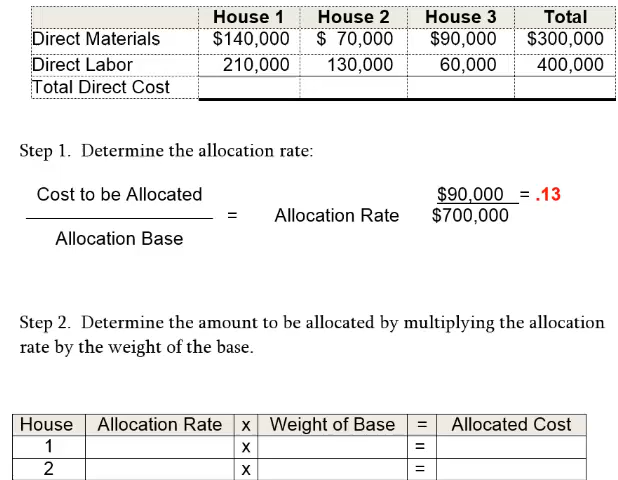 House 1 House 2 House 3 Total
Direct Materials $140,000 $ 70,000 $90,000 $300,000
Direct Labor 210,000 130,000 60,000 400,000
Total Direct Cost
Step 1. Determine the allocation rate:
Cost to be Allocated $90,000 = .13
= Allocation Rate $700,000
Allocation Base
Step 2. Determine the amount to be allocated by multiplying the allocation
rate by the weight of the base.
House Allocation Rate x Weight of Base = Allocated Cost
1 x =
2 x =